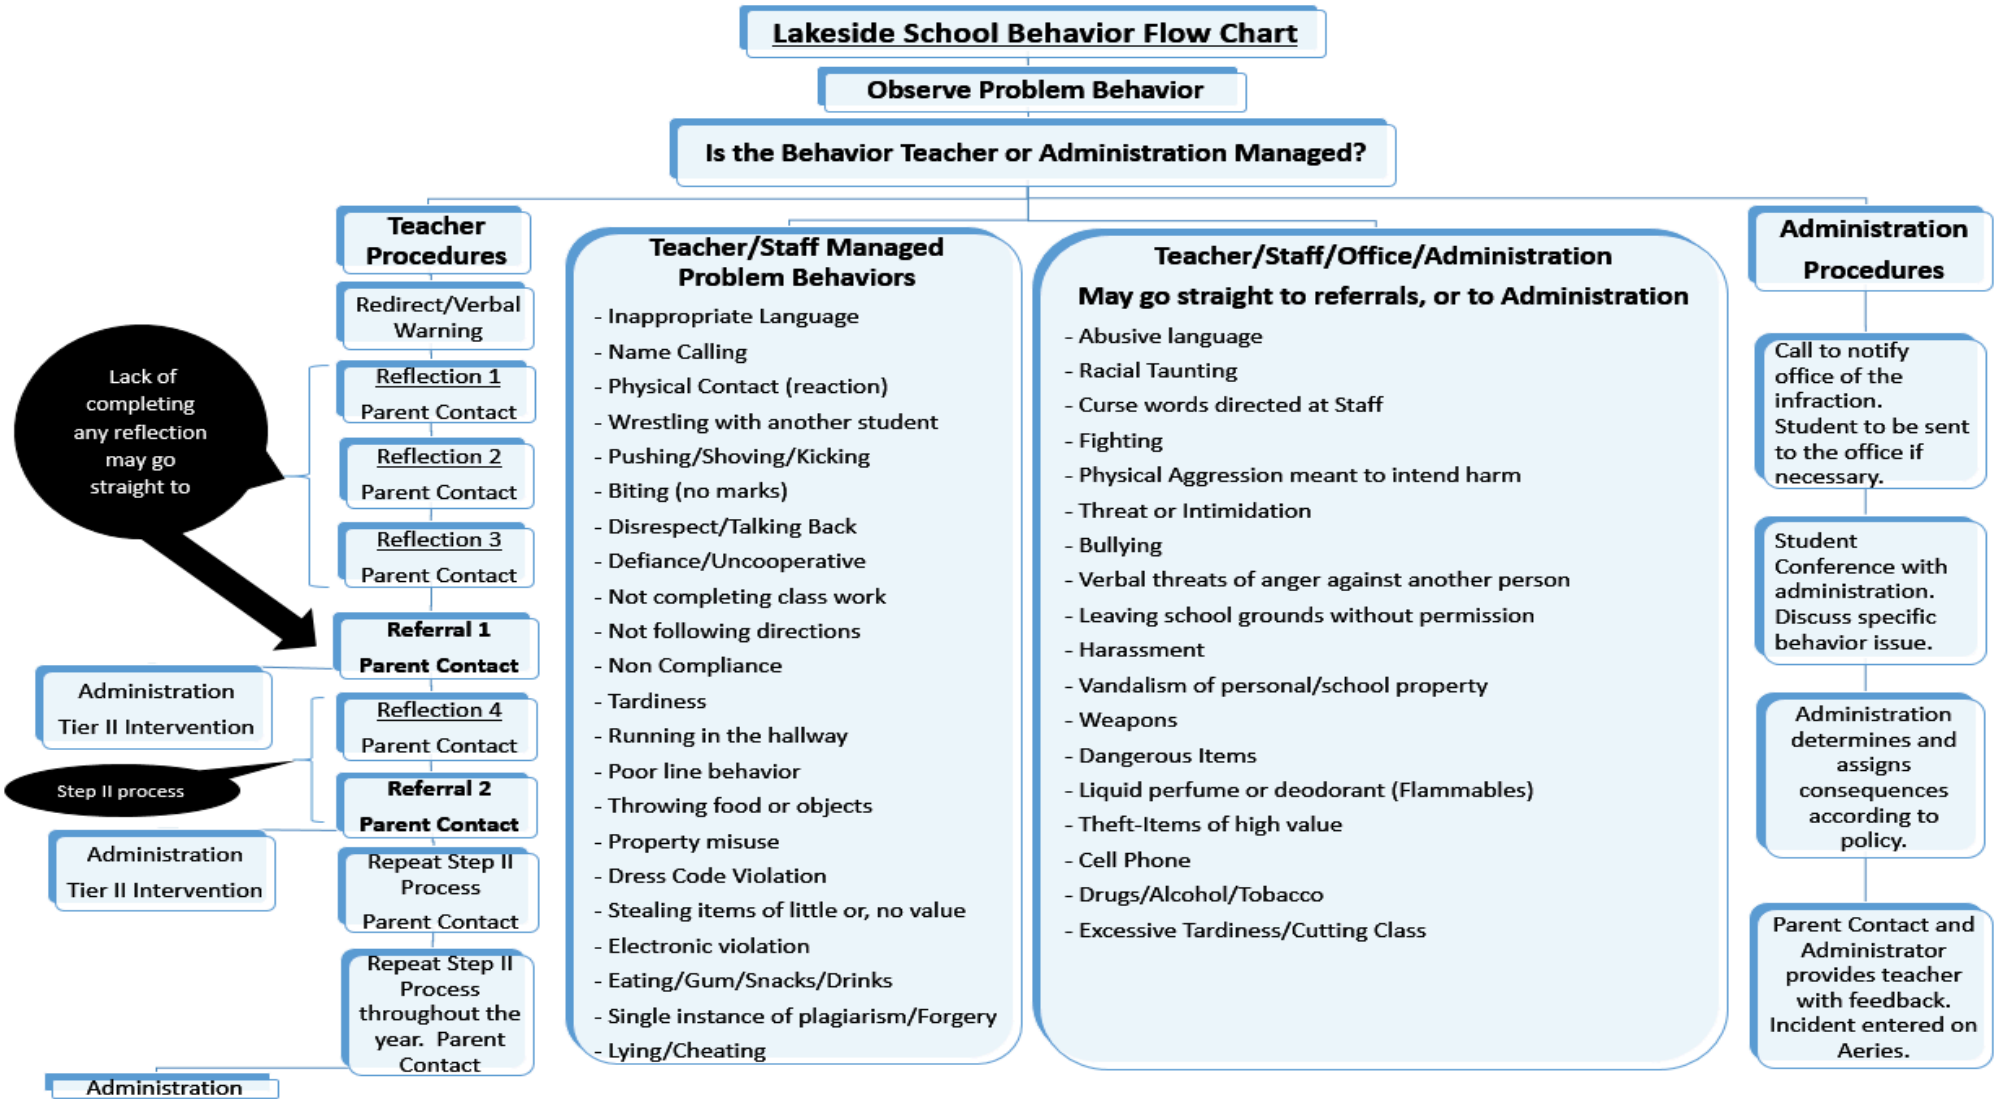 Lakeside School Behavior Flow Chart
Observe Problem Behavior
Is the Behavior Teacher or Administration Managed?
Teacher
Procedures
Redirect/Verbal
Warning
Reflection 1
Parent Contact
Reflection 2
Parent Contact
Reflection 3
Parent Contact
Referral 1
Parent Contact
Reflection 4
Parent Contact
Referral 2
Parent Contact
Repeat Step II
Process
Parent Contact
Repeat Step II
Process
throughout the
year. Parent
Contact
Lack of
completing
any reflection
may go
straight to
Administration
Tier II Intervention
Step II process
Administration
Tier II Intervention
Administration
Teacher/Staff Managed
Problem Behaviors
- Inappropriate Language
- Name Calling
- Physical Contact (reaction)
- Wrestling with another student
- Pushing/Shoving/Kicking
- Biting (no marks)
- Disrespect/Talking Back
- Defiance/Uncooperative
- Not completing class work
- Not following directions
- Non Compliance
- Tardiness
- Running in the hallway
- Poor line behavior
- Throwing food or objects
- Property misuse
- Dress Code Violation
- Stealing items of little or, no value
- Electronic violation
- Eating/Gum/Snacks/Drinks
- Single instance of plagiarism/Forgery
- Lying/Cheating
Teacher/Staff/Office/Administration
May go straight to referrals, or to Administration
- Abusive language
- Racial Taunting
- Curse words directed at Staff
- Fighting
- Physical Aggression meant to intend harm
- Threat or Intimidation
- Bullying
- Verbal threats of anger against another person
- Leaving school grounds without permission
- Harassment
- Vandalism of personal/school property
- Weapons
- Dangerous Items
- Liquid perfume or deodorant (Flammables)
- Theft-Items of high value
- Cell Phone
- Drugs/Alcohol/Tobacco
- Excessive Tardiness/Cutting Class
Administration
Procedures
Call to notify
office of the
infraction.
Student to be sent
to the office if
necessary.
Student
Conference with
administration.
Discuss specific
behavior issue.
Administration
determines and
assigns
consequences
according to
policy.
Parent Contact and
Administrator
provides teacher
with feedback.
Incident entered on
Aeries.